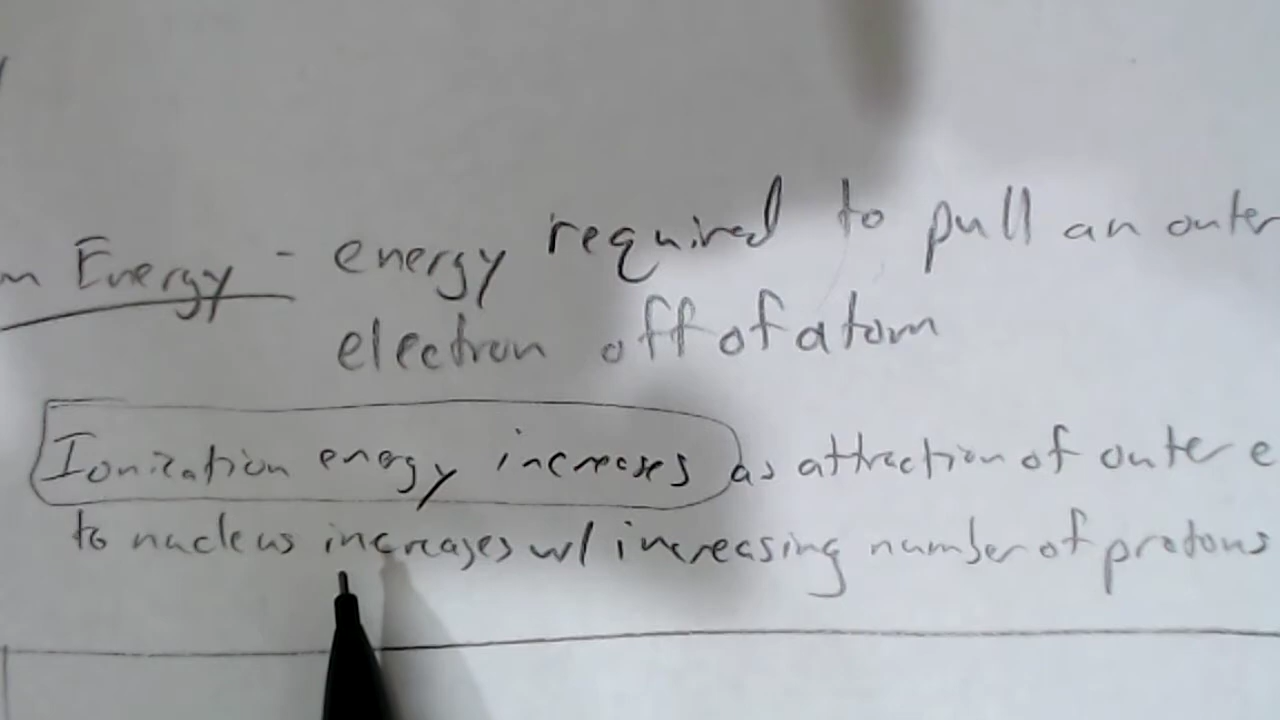 n Energy - energy required to pull an outer
electron off of atom
Ionization energy increases as attraction of outer e
to nucleus increases w/ increasing number of protons